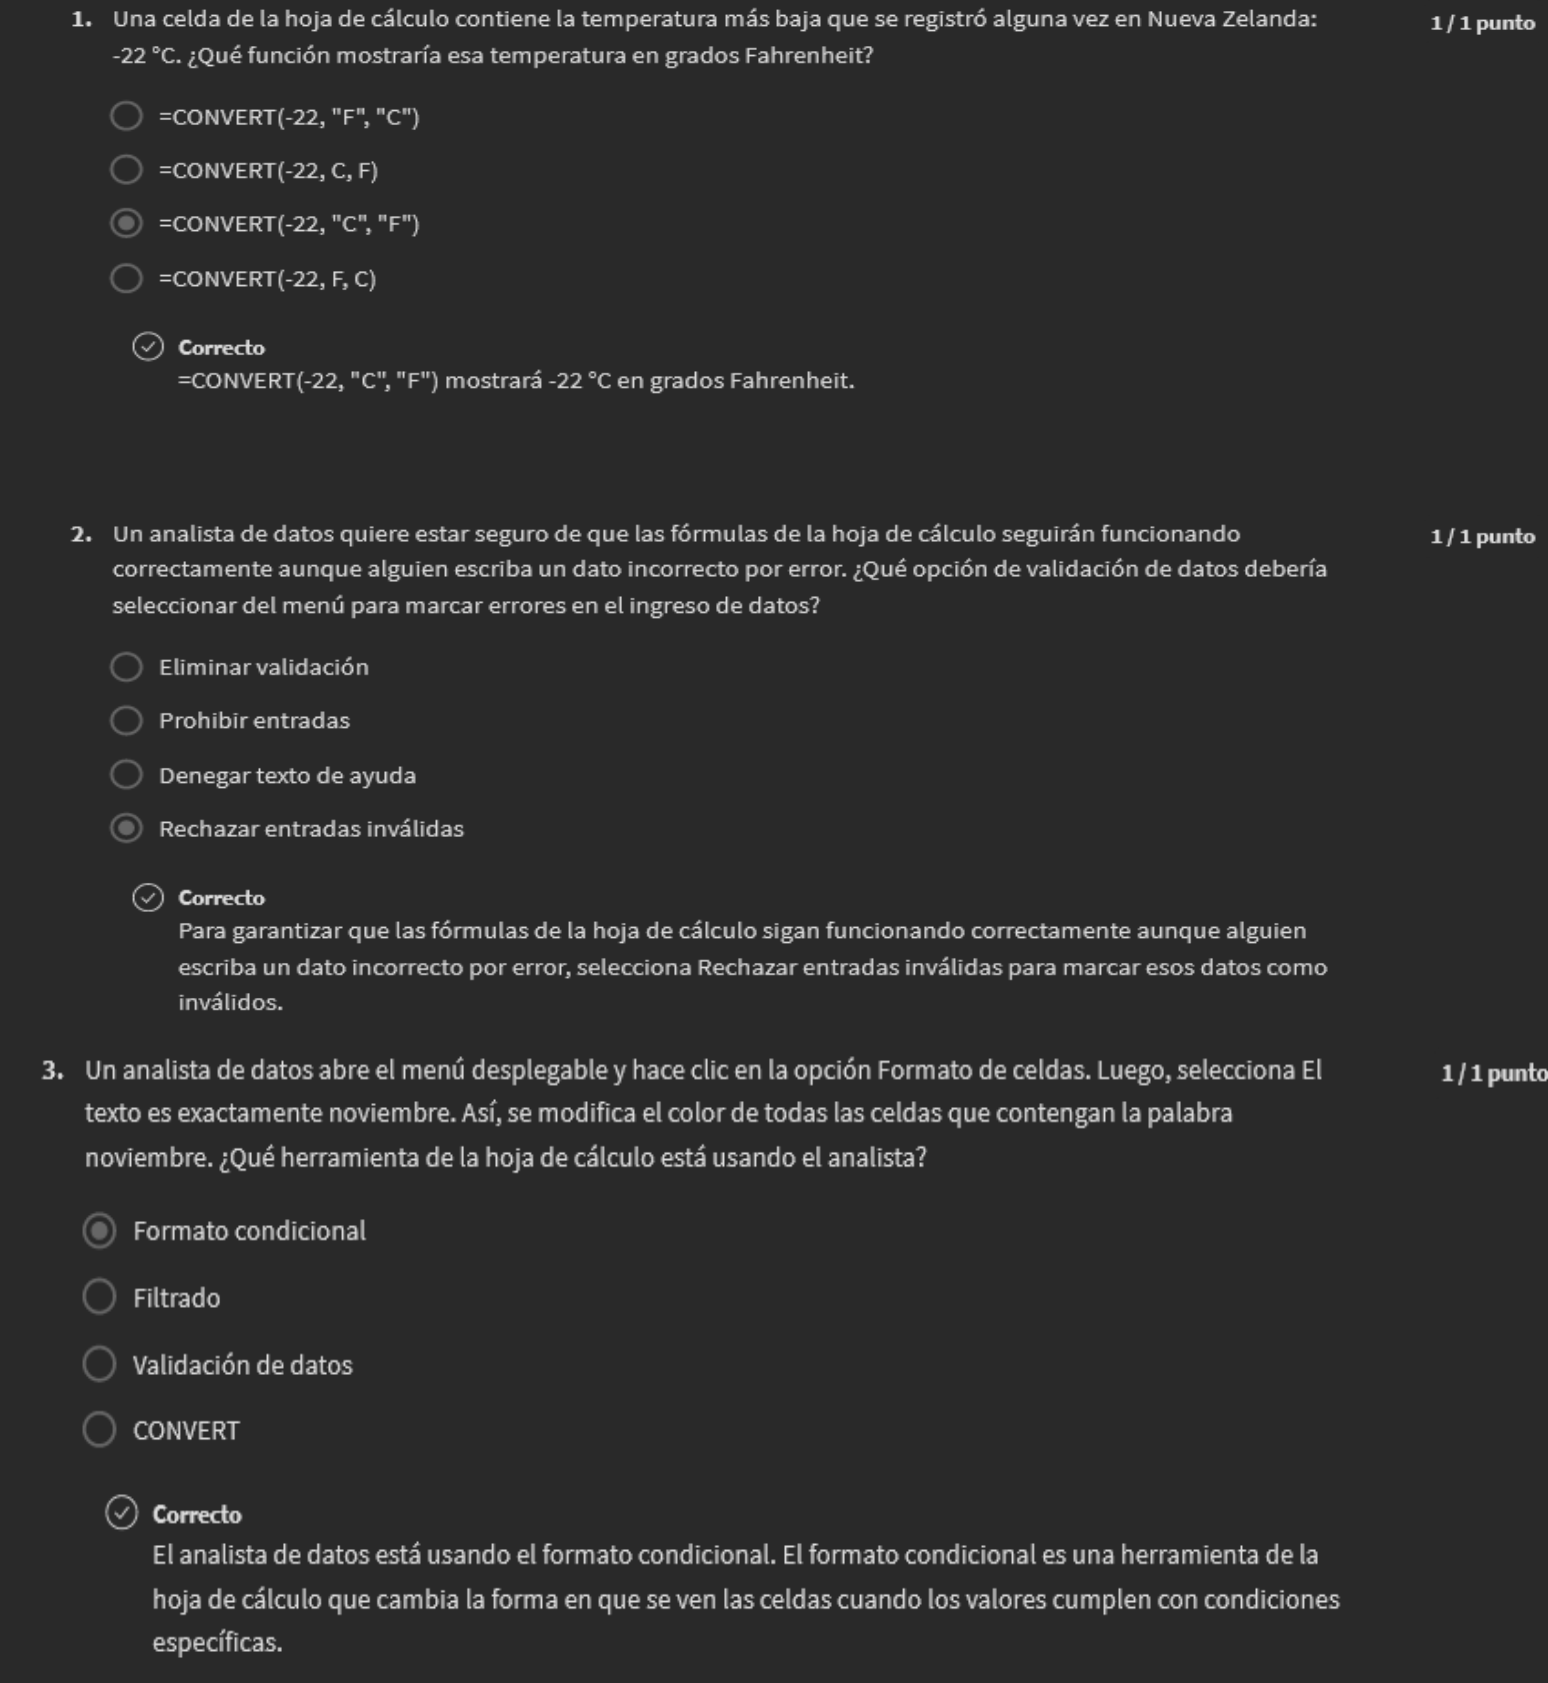 1. Una celda de la hoja de cálculo contiene la temperatura más baja que se registró alguna vez en Nueva Zelanda: 1 / 1 punto
-22 °C. ¿Qué función mostraría esa temperatura en grados Fahrenheit?
=CONVERT(-22, "F", "C")
=CONVERT(-22, C, F)
=CONVERT(-22, "C", "F")
=CONVERT(-22, F, C)
Correcto
=CONVERT(-22, "C", "F") mostrará -22 °C en grados Fahrenheit.
2. Un analista de datos quiere estar seguro de que las fórmulas de la hoja de cálculo seguirán funcionando 1 / 1 punto
correctamente aunque alguien escriba un dato incorrecto por error. ¿Qué opción de validación de datos debería
seleccionar del menú para marcar errores en el ingreso de datos?
Eliminar validación
Prohibir entradas
Denegar texto de ayuda
Rechazar entradas inválidas
Correcto
Para garantizar que las fórmulas de la hoja de cálculo sigan funcionando correctamente aunque alguien
escriba un dato incorrecto por error, selecciona Rechazar entradas inválidas para marcar esos datos como
inválidos.
3. Un analista de datos abre el menú desplegable y hace clic en la opción Formato de celdas. Luego, selecciona El 1 / 1 punto
texto es exactamente noviembre. Así, se modifica el color de todas las celdas que contengan la palabra
noviembre. ¿Qué herramienta de la hoja de cálculo está usando el analista?
Formato condicional
Filtrado
Validación de datos
CONVERT
Correcto
El analista de datos está usando el formato condicional. El formato condicional es una herramienta de la
hoja de cálculo que cambia la forma en que se ven las celdas cuando los valores cumplen con condiciones
específicas.